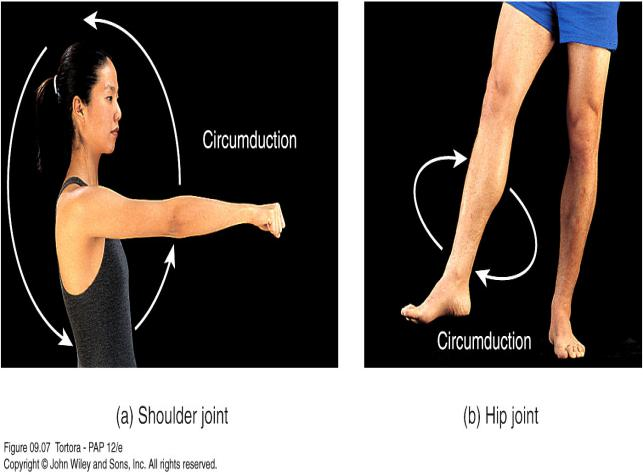 Circumduction
Circumduction
(a) Shoulder joint
(b) Hip joint
Figure 09.07 Tortora - PAP 12/e
Copyright © John Wiley and Sons, Inc. All rights reserved.